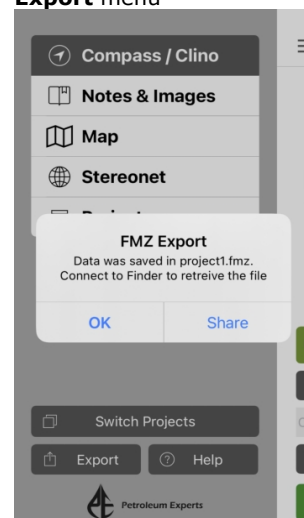 Export menu
Compass / Clino
Notes & Images
Map
Stereonet
FMZ Export
Data was saved in project1.fmz.
Connect to Finder to retreive the file
OK
Share
Switch Projects
Export
Help
Petroleum Experts